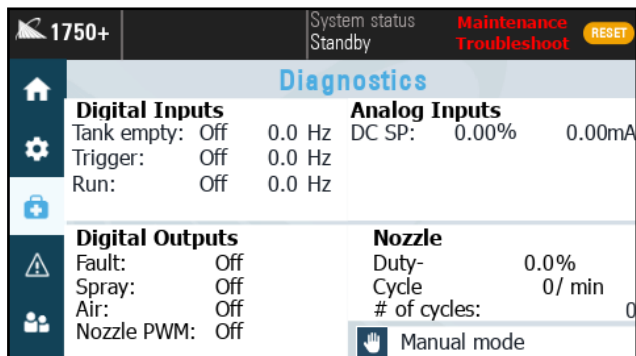 1750+
System status
Standby
Maintenance
Troubleshoot
RESET
Diagnostics
Digital Inputs
Tank empty: Off 0.0 Hz
Trigger: Off 0.0 Hz
Run: Off 0.0 Hz
Analog Inputs
DC SP: 0.00% 0.00mA
Digital Outputs
Fault: Off
Spray: Off
Air: Off
Nozzle PWM: Off
Nozzle
Duty- 0.0%
Cycle 0/ min
# of cycles: 0
Manual mode